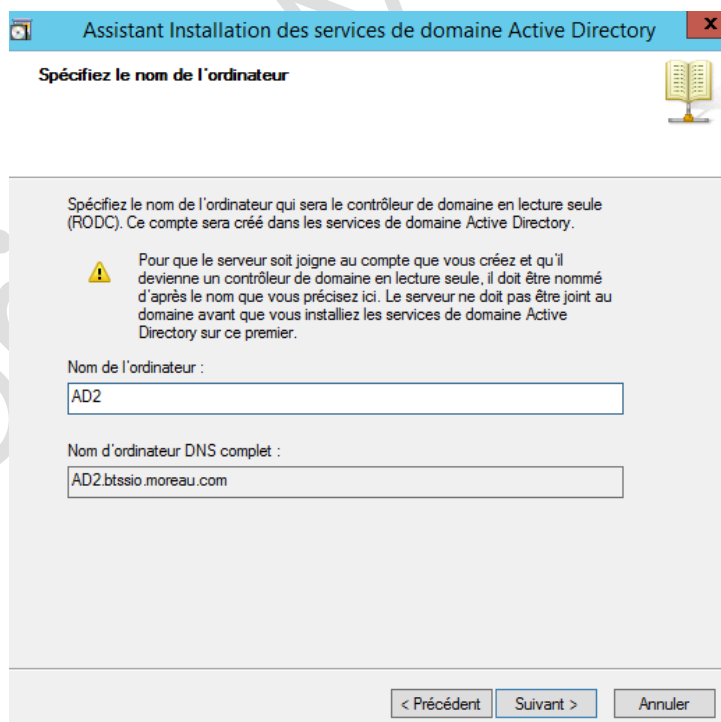 Assistant Installation des services de domaine Active Directory
x
Spécifiez le nom de l'ordinateur
Spécifiez le nom de l'ordinateur qui sera le contrôleur de domaine en lecture seule
(RODC). Ce compte sera créé dans les services de domaine Active Directory.
Pour que le serveur soit joigne au compte que vous créez et qu'il
devienne un contrôleur de domaine en lecture seule, il doit être nommé
d'après le nom que vous précisez ici. Le serveur ne doit pas être joint au
domaine avant que vous installiez les services de domaine Active
Directory sur ce premier.
Nom de l'ordinateur :
AD2
Nom d'ordinateur DNS complet :
AD2.btssio.moreau.com
< Précédent Suivant > Annuler